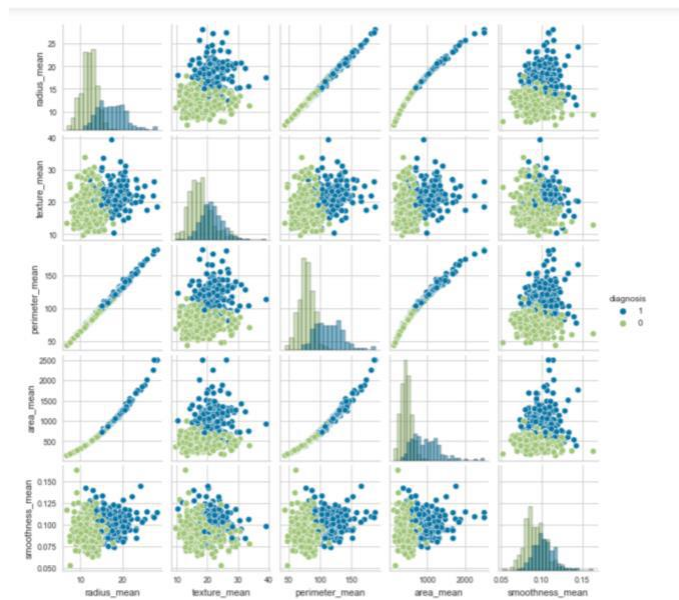 radius_mean
25
20
15
10
texture_mean
40
30
20
10
perimeter_mean
150
100
50
diagnosis
1
0
area_mean
2500
2000
1500
1000
500
smoothness_mean
0.150
0.125
0.100
0.075
0.050
10 20
10 20 30 40
50 100 150
1000 2000
0.05 0.10 0.15
radius_mean texture_mean perimeter_mean area_mean smoothness_mean